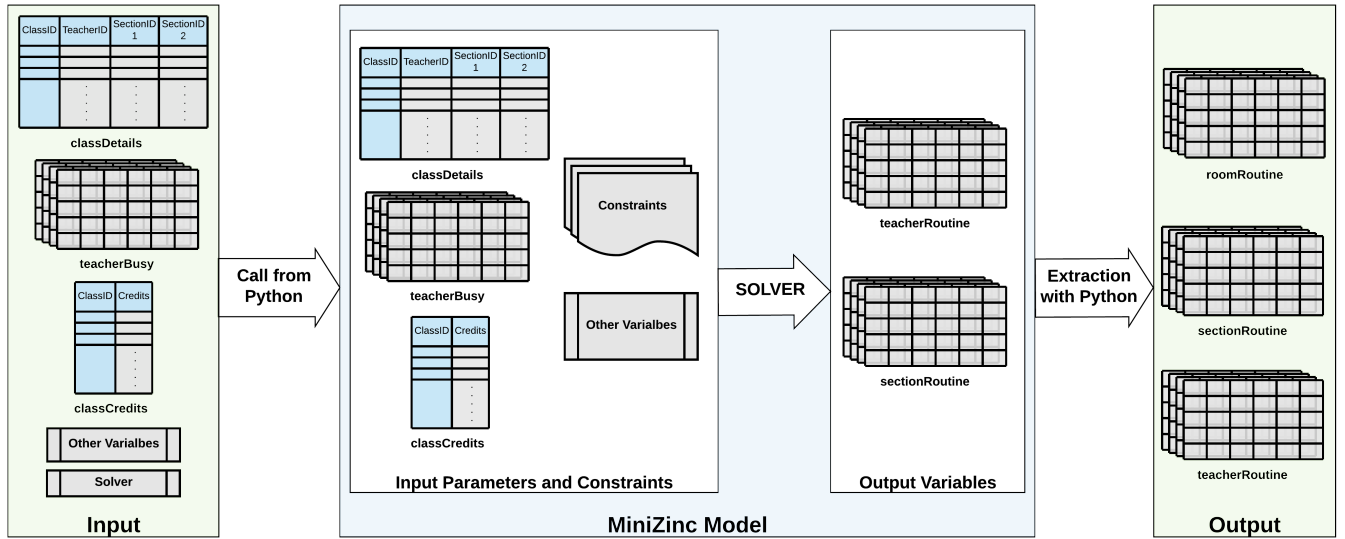 ClassID TeacherID SectionID 1 SectionID 2
classDetails
teacherBusy
ClassID Credits
classCredits
Other Varialbes
Solver
Input
Call from
Python
ClassID TeacherID SectionID 1 SectionID 2
classDetails
teacherBusy
ClassID Credits
classCredits
Constraints
Other Varialbes
Input Parameters and Constraints
SOLVER
teacherRoutine
sectionRoutine
Output Variables
MiniZinc Model
Extraction
with Python
roomRoutine
sectionRoutine
teacherRoutine
Output